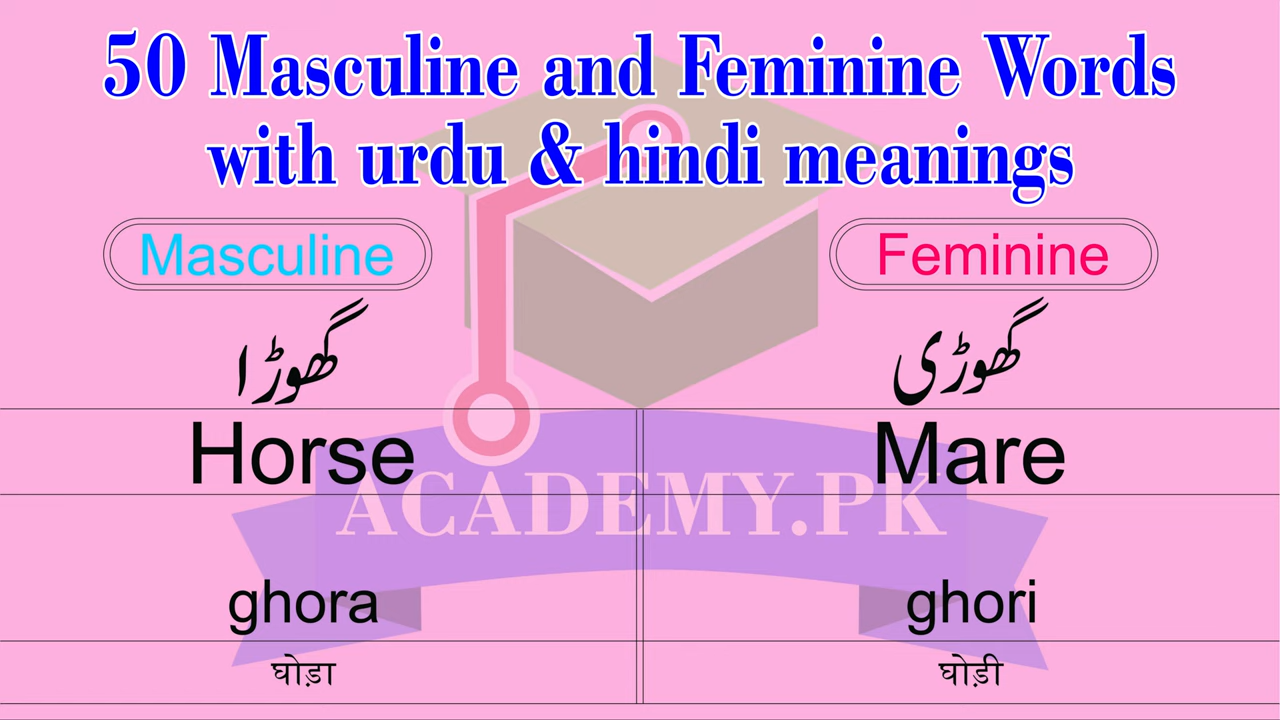 50 Masculine and Feminine Words
with urdu & hindi meanings
Masculine Feminine
گھوڑا گھوڑی
Horse Mare
ACADEMY.PK
ghora ghori
घोड़ा घोड़ी